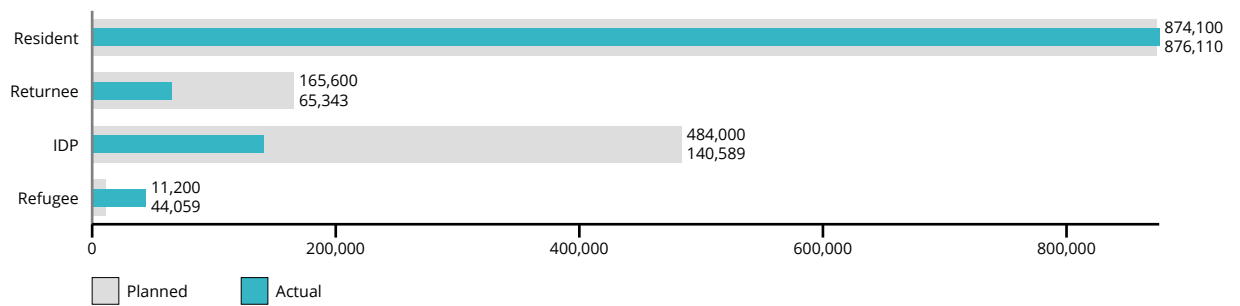 Resident
874,100
876,110
Returnee
165,600
65,343
IDP
484,000
140,589
Refugee
11,200
44,059
0
200,000
400,000
600,000
800,000
Planned
Actual